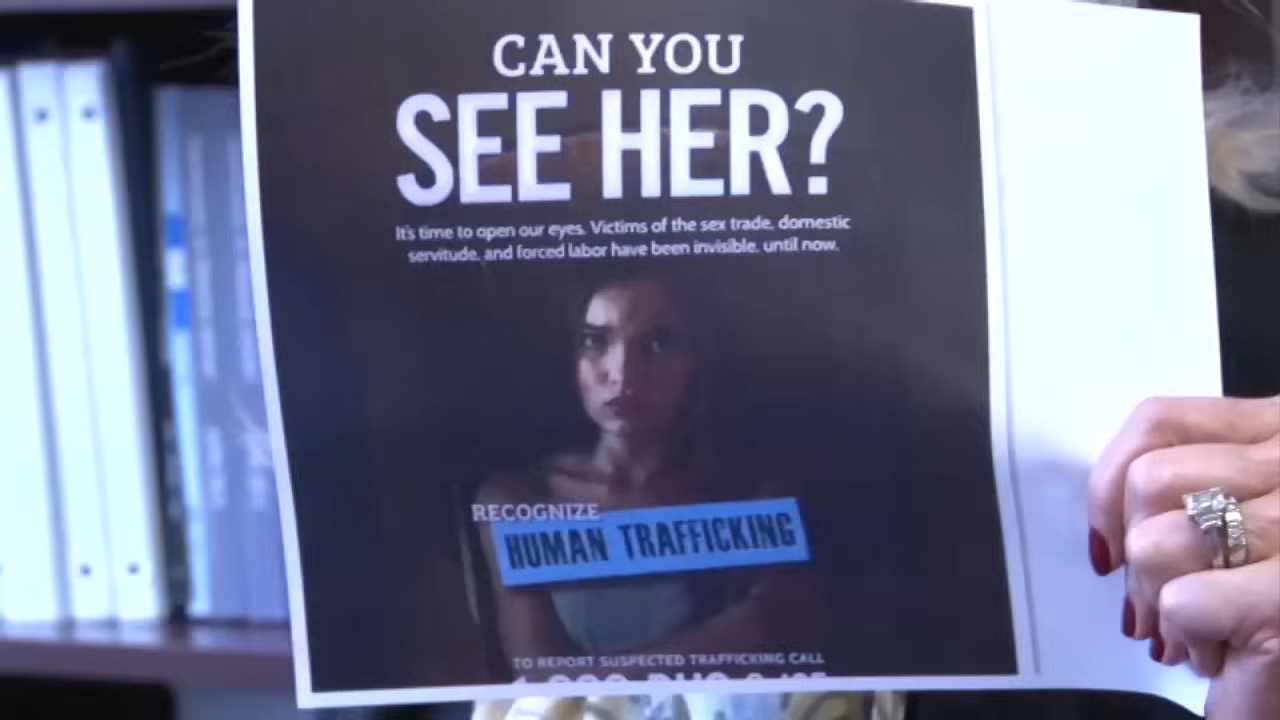 CAN YOU
SEE HER?
It's time to open our eyes. Victims of the sex trade, domestic
servitude, and forced labor have been invisible, until now.
RECOGNIZE
HUMAN TRAFFICKING
TO REPORT SUSPECTED TRAFFICKING CALL